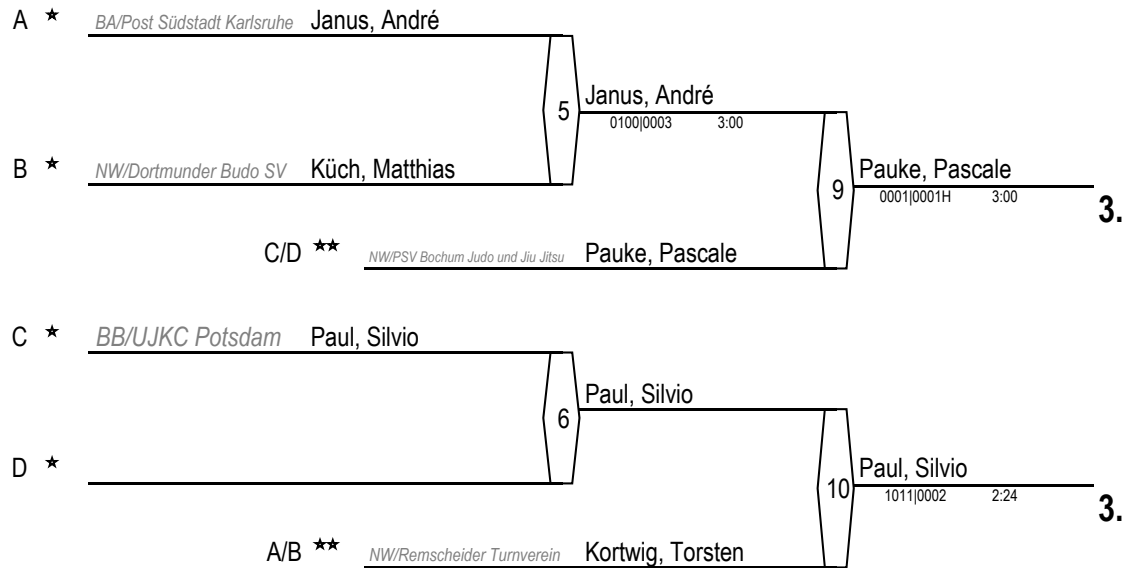 A ★ BA/Post Südstadt Karlsruhe Janus, André
5 Janus, André
0100|0003 3:00
B ★ NW/Dortmunder Budo SV Küch, Matthias
9 Pauke, Pascale
0001|0001H 3:00
3.
C/D ★★ NW/PSV Bochum Judo und Jiu Jitsu Pauke, Pascale
C ★ BB/UJKC Potsdam Paul, Silvio
6 Paul, Silvio
D ★
10 Paul, Silvio
1011|0002 2:24
3.
A/B ★★ NW/Remscheider Turnverein Kortwig, Torsten